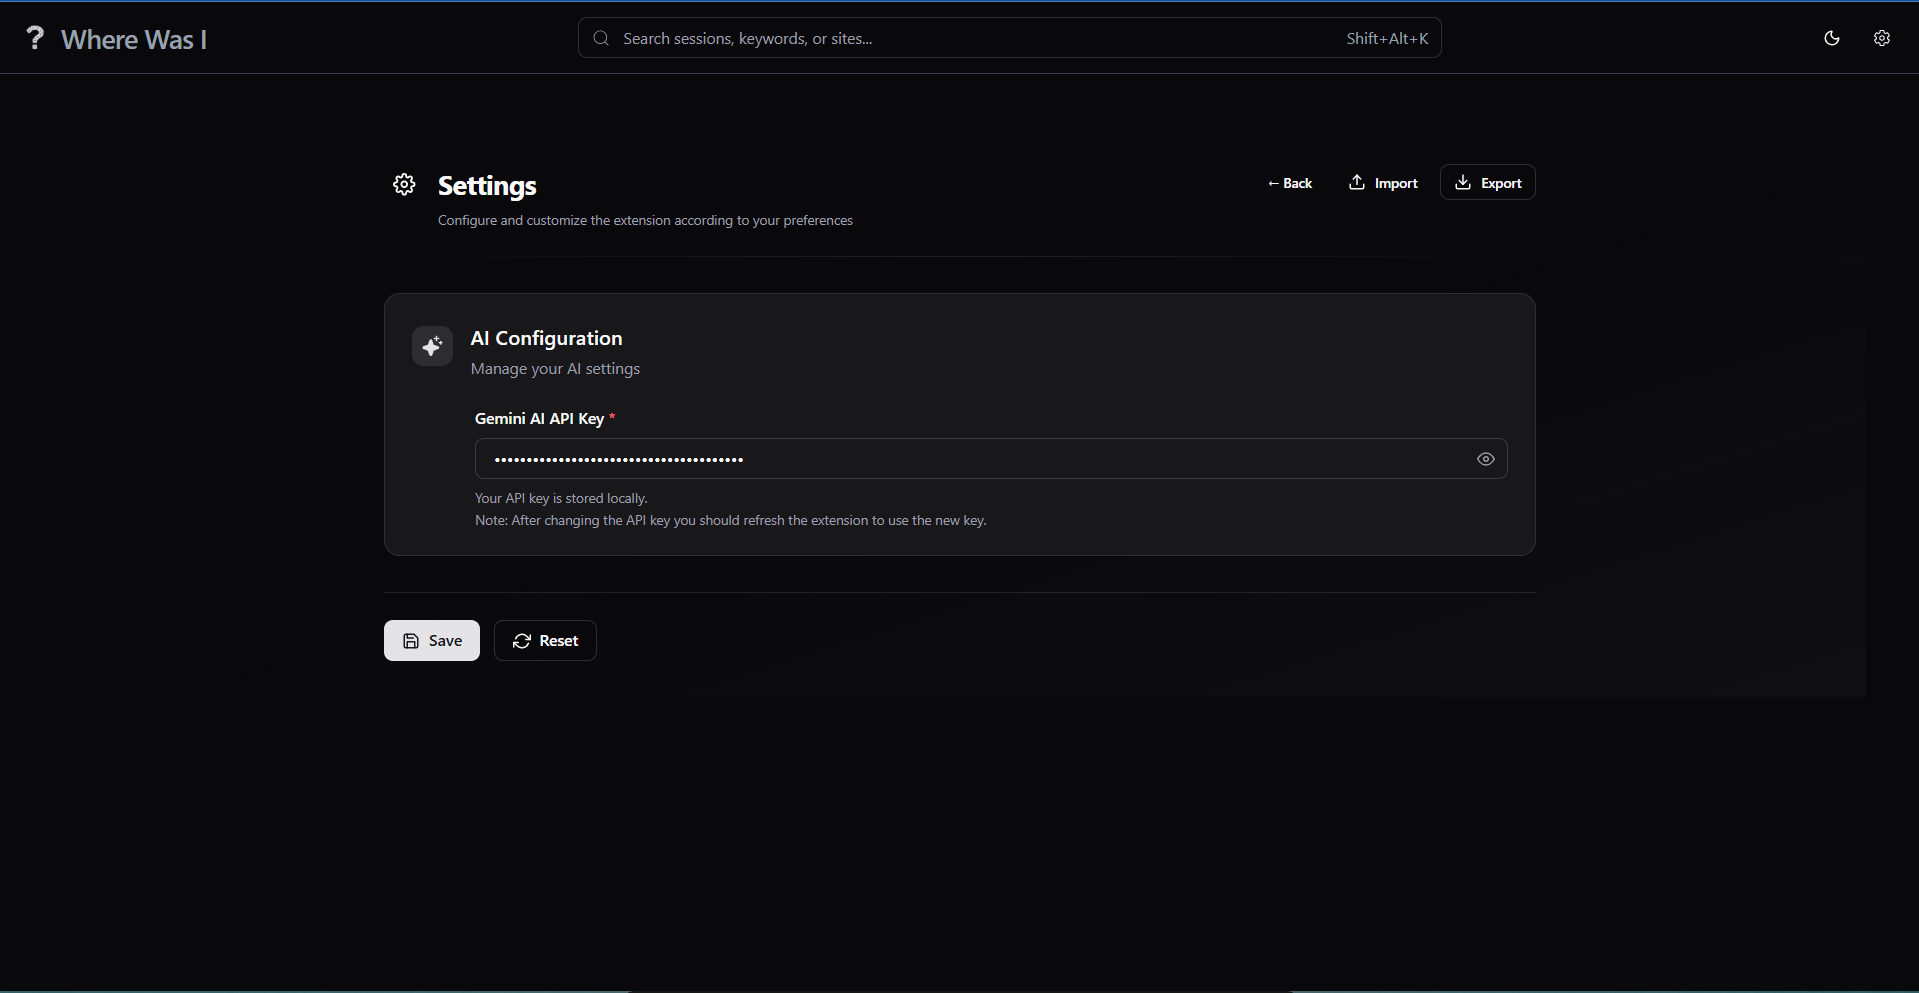 ? Where Was I
Search sessions, keywords, or sites... Shift+Alt+K
Settings
← Back
Import
Export
Configure and customize the extension according to your preferences
AI Configuration
Manage your AI settings
Gemini AI API Key *
Your API key is stored locally.
Note: After changing the API key you should refresh the extension to use the new key.
Save
Reset